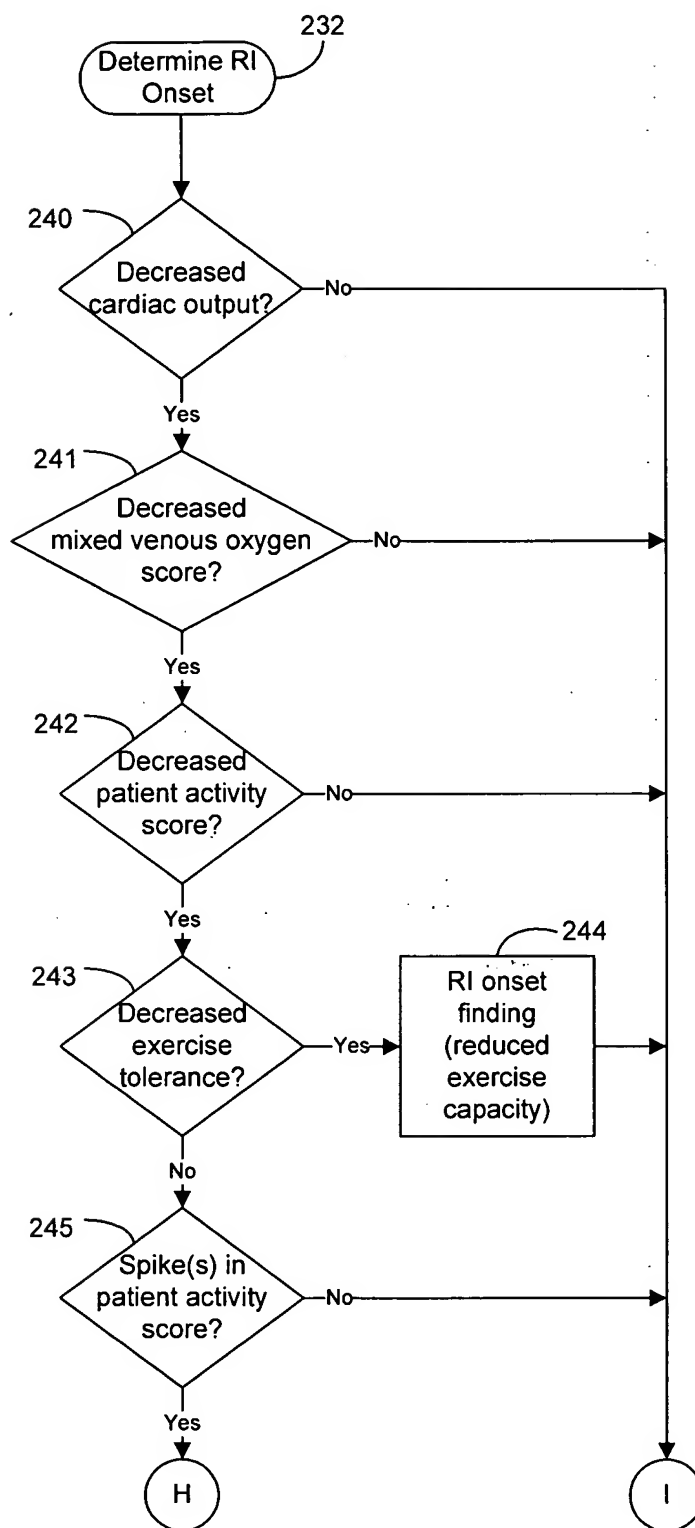 232
Determine RI
Onset
240
Decreased
cardiac output?
No
Yes
241
Decreased
mixed venous oxygen
score?
No
Yes
242
Decreased
patient activity
score?
No
Yes
243
Decreased
exercise
tolerance?
Yes
244
RI onset
finding
(reduced
exercise
capacity)
No
245
Spike(s) in
patient activity
score?
No
Yes
H
I